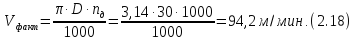 V_факт = (π·D·n_д)/1000 = (3,14·30·1000)/1000 = 94,2 м/мин. (2.18)